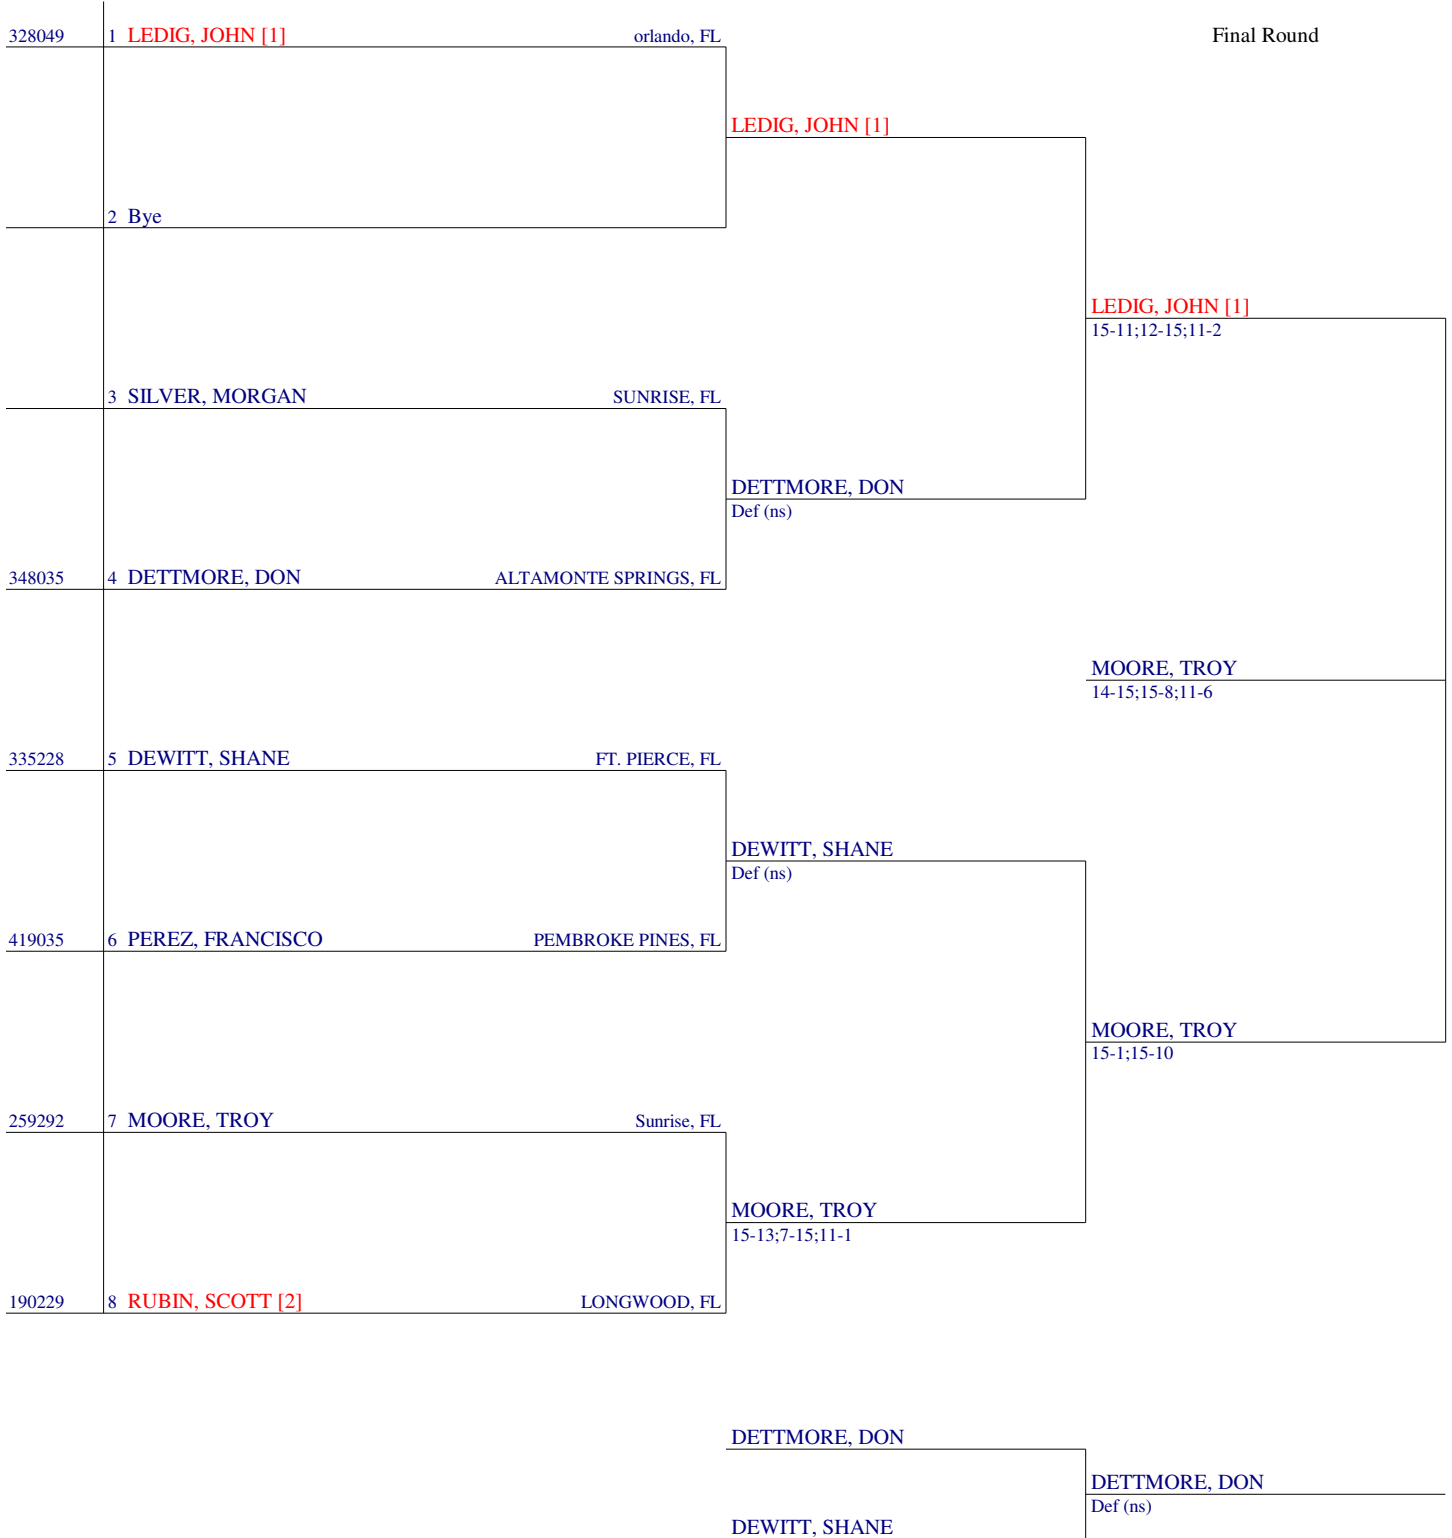 328049 1 LEDIG, JOHN [1] orlando, FL Final Round
LEDIG, JOHN [1]
2 Bye
LEDIG, JOHN [1]
15-11;12-15;11-2
3 SILVER, MORGAN SUNRISE, FL
DETTMORE, DON
Def (ns)
348035 4 DETTMORE, DON ALTAMONTE SPRINGS, FL
MOORE, TROY
14-15;15-8;11-6
335228 5 DEWITT, SHANE FT. PIERCE, FL
DEWITT, SHANE
Def (ns)
419035 6 PEREZ, FRANCISCO PEMBROKE PINES, FL
MOORE, TROY
15-1;15-10
259292 7 MOORE, TROY Sunrise, FL
MOORE, TROY
15-13;7-15;11-1
190229 8 RUBIN, SCOTT [2] LONGWOOD, FL
DETTMORE, DON
DETTMORE, DON
Def (ns)
DEWITT, SHANE